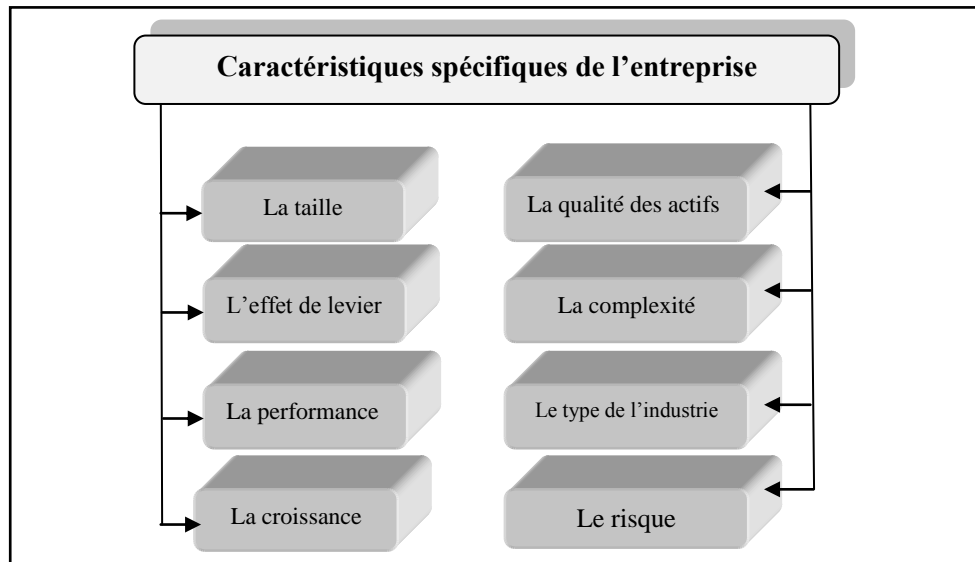 Caractéristiques spécifiques de l’entreprise
La taille
La qualité des actifs
L’effet de levier
La complexité
La performance
Le type de l’industrie
La croissance
Le risque